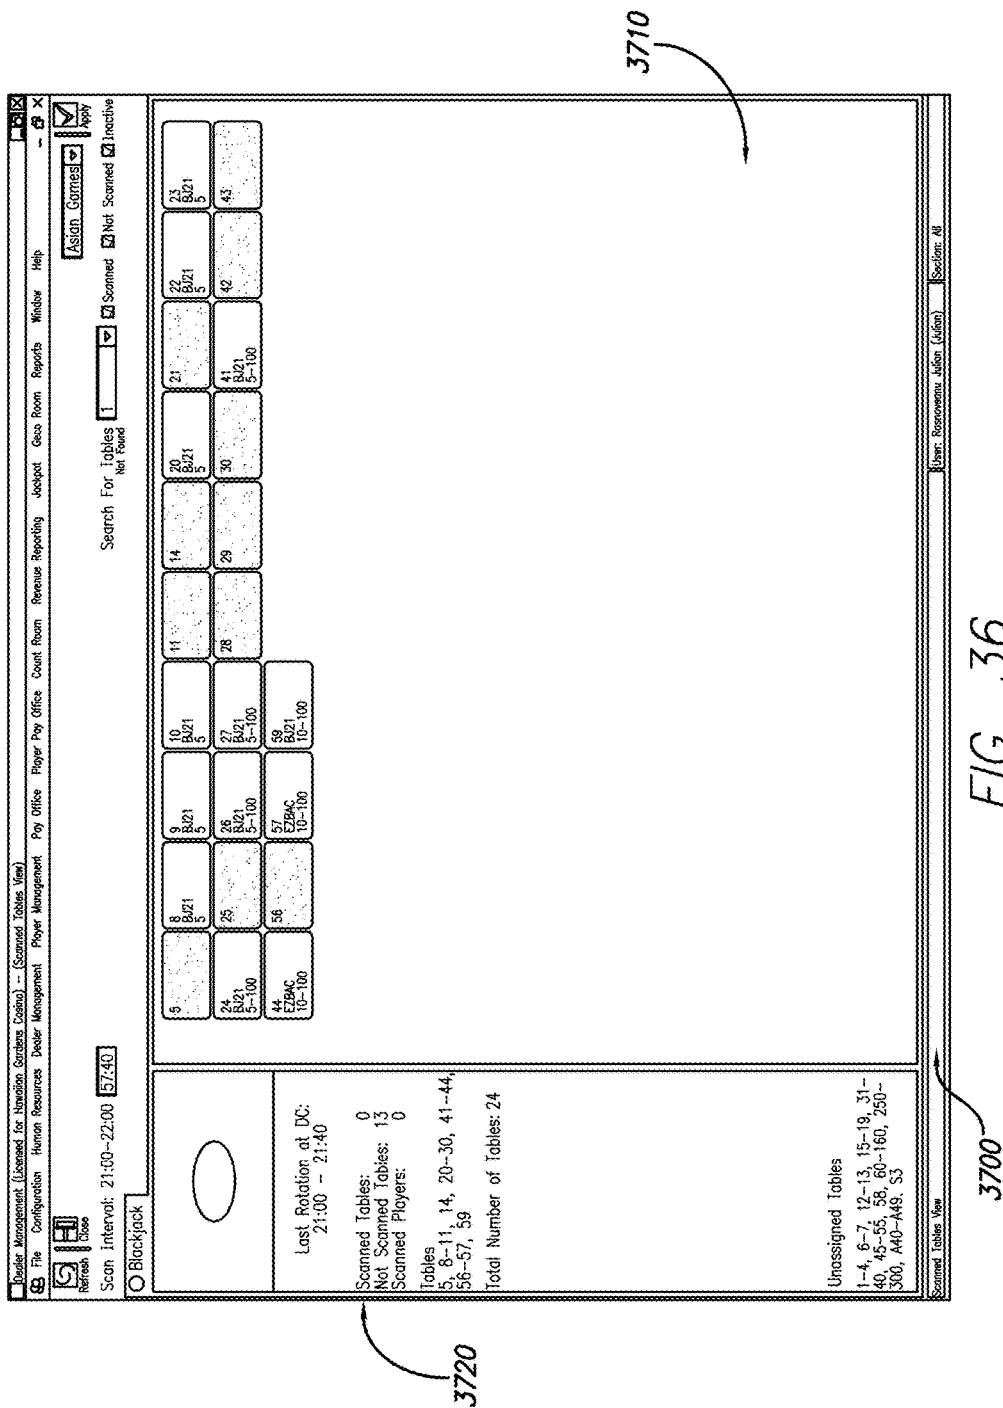 Dealer Management (Licensed for Hawaiian Gardens Casino) -- (Scanned Tables View)
File Configuration Human Resources Dealer Management Player Management Pay Office Player Pay Office Count Room Revenue Reporting Jackpot Geco Room Reports Window Help
Refresh Close Asian Games Apply
Scan Interval: 21:00-22:00 57:40
Search For Tables 1 Scanned Not Scanned Inactive
Not Found
Blackjack
Last Rotation at DC:
21:00 - 21:40
Scanned Tables: 0
Not Scanned Tables: 13
Scanned Players: 0
Tables
5, 8-11, 14, 20-30, 41-44,
56-57, 59
Total Number of Tables: 24
Unassigned Tables
1-4, 6-7, 12-13, 15-19, 31-
40, 45-55, 58, 60-160, 250-
300, A40-A49. S3
5
8
BJ21
5
9
BJ21
5
10
BJ21
5
11
14
20
BJ21
5
21
22
BJ21
5
23
BJ21
5
24
BJ21
5-100
25
26
BJ21
5-100
27
BJ21
5-100
28
29
30
41
BJ21
5-100
42
43
44
EZBAC
10-100
56
57
EZBAC
10-100
59
BJ21
10-100
Scanned Tables View User: Rosnoveanu Julian (Julian) Section: All
3700
3710
3720
FIG. 36